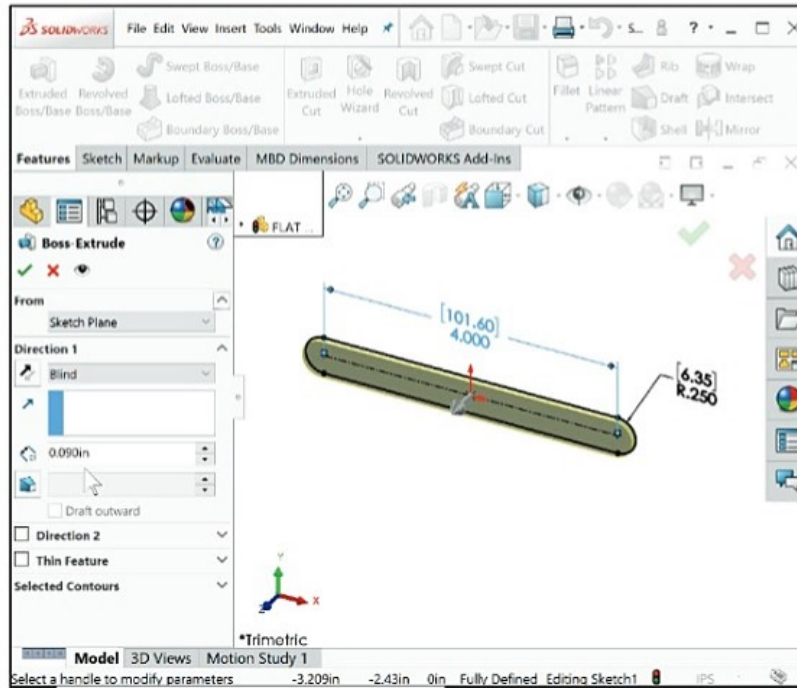 SOLIDWORKS File Edit View Insert Tools Window Help S... ?
Extruded Boss/Base
Revolved Boss/Base
Swept Boss/Base
Lofted Boss/Base
Boundary Boss/Base
Extruded Cut
Hole Wizard
Revolved Cut
Swept Cut
Lofted Cut
Boundary Cut
Fillet
Linear Pattern
Rib
Draft
Shell
Wrap
Intersect
Mirror
Features Sketch Markup Evaluate MBD Dimensions SOLIDWORKS Add-Ins
FLAT ...
Boss-Extrude
From
Sketch Plane
Direction 1
Blind
0.090in
Draft outward
Direction 2
Thin Feature
Selected Contours
[101.60]
4.000
[6.35]
R.250
Y
X
Z
*Trimetric
Model 3D Views Motion Study 1
Select a handle to modify parameters -3.209in -2.43in 0in Fully Defined Editing Sketch1 IPS